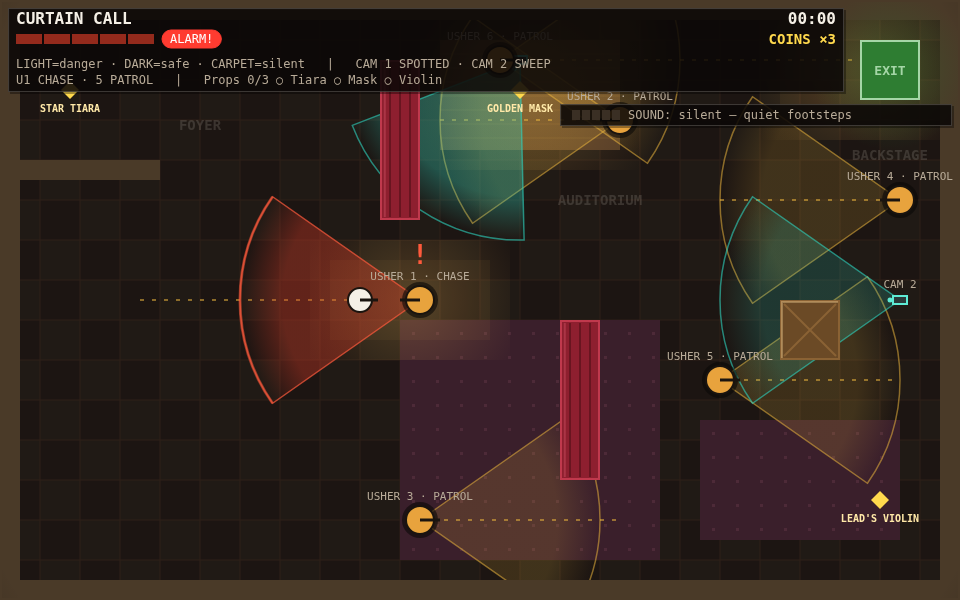 CURTAIN CALL
00:00
ALARM!
COINS ×3
LIGHT=danger · DARK=safe · CARPET=silent | CAM 1 SPOTTED · CAM 2 SWEEP
U1 CHASE · 5 PATROL | Props 0/3 ○ Tiara ○ Mask ○ Violin
USHER 6 · PATROL
EXIT
STAR TIARA
GOLDEN MASK
USHER 2 · PATROL
SOUND: silent — quiet footsteps
FOYER
BACKSTAGE
USHER 4 · PATROL
AUDITORIUM
!
USHER 1 · CHASE
CAM 2
USHER 5 · PATROL
USHER 3 · PATROL
LEAD'S VIOLIN